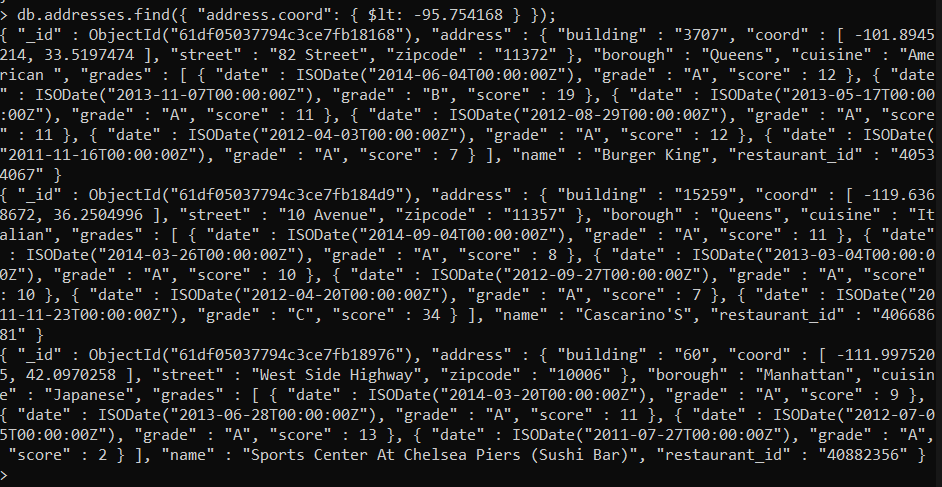 > db.addresses.find({ "address.coord": { $lt: -95.754168 } });
{ "_id" : ObjectId("61df05037794c3ce7fb18168"), "address" : { "building" : "3707", "coord" : [ -101.8945
214, 33.5197474 ], "street" : "82 Street", "zipcode" : "11372" }, "borough" : "Queens", "cuisine" : "Ame
rican ", "grades" : [ { "date" : ISODate("2014-06-04T00:00:00Z"), "grade" : "A", "score" : 12 }, { "date
" : ISODate("2013-11-07T00:00:00Z"), "grade" : "B", "score" : 19 }, { "date" : ISODate("2013-05-17T00:00
:00Z"), "grade" : "A", "score" : 11 }, { "date" : ISODate("2012-08-29T00:00:00Z"), "grade" : "A", "score
" : 11 }, { "date" : ISODate("2012-04-03T00:00:00Z"), "grade" : "A", "score" : 12 }, { "date" : ISODate(
"2011-11-16T00:00:00Z"), "grade" : "A", "score" : 7 } ], "name" : "Burger King", "restaurant_id" : "4053
4067" }
{ "_id" : ObjectId("61df05037794c3ce7fb184d9"), "address" : { "building" : "15259", "coord" : [ -119.636
8672, 36.2504996 ], "street" : "10 Avenue", "zipcode" : "11357" }, "borough" : "Queens", "cuisine" : "It
alian", "grades" : [ { "date" : ISODate("2014-09-04T00:00:00Z"), "grade" : "A", "score" : 11 }, { "date"
: ISODate("2014-03-26T00:00:00Z"), "grade" : "A", "score" : 8 }, { "date" : ISODate("2013-03-04T00:00:0
0Z"), "grade" : "A", "score" : 10 }, { "date" : ISODate("2012-09-27T00:00:00Z"), "grade" : "A", "score"
: 10 }, { "date" : ISODate("2012-04-20T00:00:00Z"), "grade" : "A", "score" : 7 }, { "date" : ISODate("20
11-11-23T00:00:00Z"), "grade" : "C", "score" : 34 } ], "name" : "Cascarino'S", "restaurant_id" : "406686
81" }
{ "_id" : ObjectId("61df05037794c3ce7fb18976"), "address" : { "building" : "60", "coord" : [ -111.997520
5, 42.0970258 ], "street" : "West Side Highway", "zipcode" : "10006" }, "borough" : "Manhattan", "cuisin
e" : "Japanese", "grades" : [ { "date" : ISODate("2014-03-20T00:00:00Z"), "grade" : "A", "score" : 9 },
{ "date" : ISODate("2013-06-28T00:00:00Z"), "grade" : "A", "score" : 11 }, { "date" : ISODate("2012-07-0
5T00:00:00Z"), "grade" : "A", "score" : 13 }, { "date" : ISODate("2011-07-27T00:00:00Z"), "grade" : "A",
"score" : 2 } ], "name" : "Sports Center At Chelsea Piers (Sushi Bar)", "restaurant_id" : "40882356" }
>